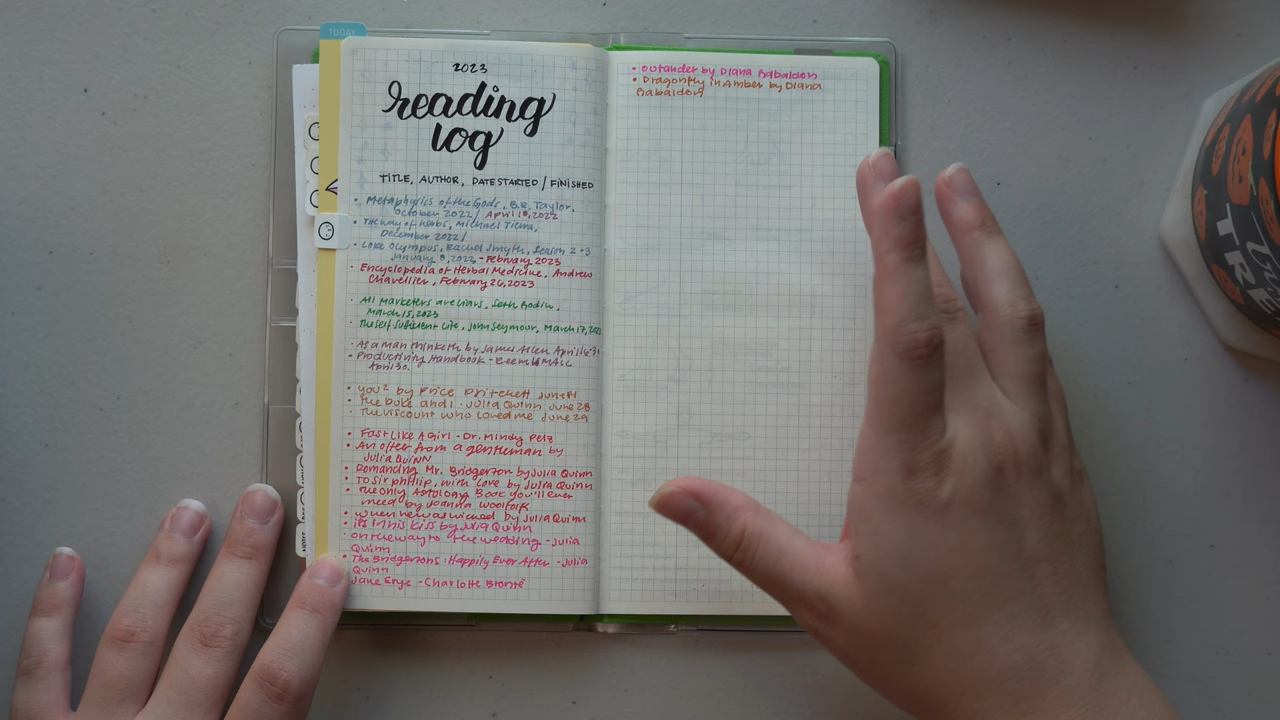 TODAY
2023
reading
log
TITLE, AUTHOR, DATE STARTED / FINISHED
• Metaphysics of the Gods, B.R. Taylor,
October 2022 / April 18, 2022
• The Way of herbs, Michael Tierra,
December 2022 /
• Lore Olympus, Rachel Smyth, Season 2 + 3
January 8, 2022 - February 2023
• Encyclopedia of Herbal Medicine, Andrew
Chavellier, February 26, 2023
• All Marketers are liars, Seth Godin,
March 15, 2023
• The Self Sufficient Life, John Seymour, March 17, 2023
• As a man thinketh by James Allen April
• Productivity Handbook -
April 30.
• you² by Price Pritchett June
• The Duke and I - Julia Quinn June 28
• The viscount who loved me June 29
• Fast Like A Girl - Dr. Mindy Pelz
• An offer from a gentleman by
Julia Quinn
• Romancing Mr. Bridgerton by Julia Quinn
• To Sir phillip, with love by Julia Quinn
• The only Astrology Book you'll ever
need by Joanna Woolfolk
• when he was wicked by Julia Quinn
• its in his kiss by Julia Quinn
• on the way to the wedding - Julia
Quinn
• The Bridgertons: Happily Ever After - Julia
Quinn
Jane Eyre - Charlotte Brontë
• Outlander by Diana Gabaldon
• Dragonfly in Amber by Diana
Gabaldon
TRE